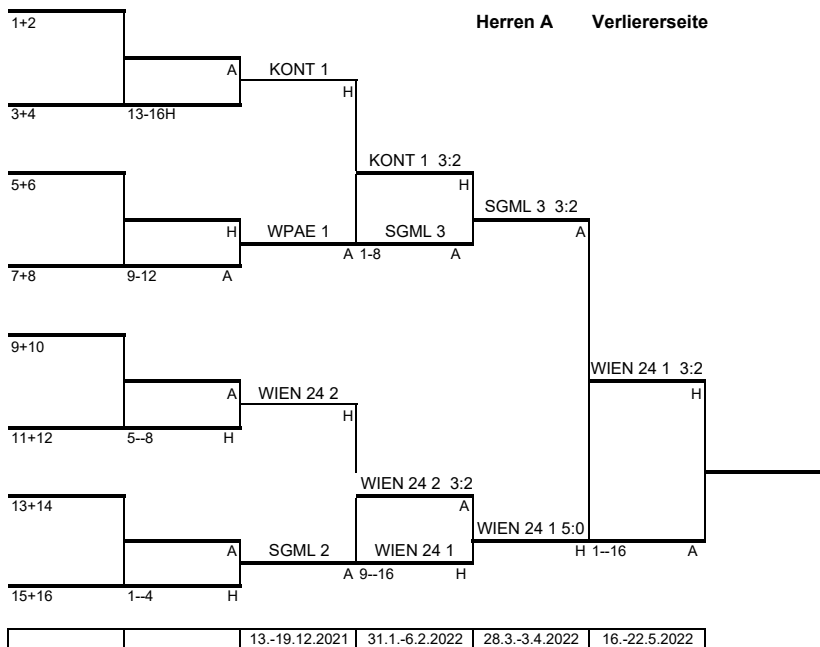 Herren A Verliererseite
1+2
A KONT 1
H
3+4 13-16H
KONT 1 3:2
5+6 H
SGML 3 3:2
H WPAE 1 SGML 3 A
A 1-8 A
7+8 9-12 A
9+10
WIEN 24 1 3:2
A WIEN 24 2 H
H
11+12 5--8 H
WIEN 24 2 3:2
13+14 A
WIEN 24 1 5:0
A SGML 2 WIEN 24 1 H 1--16 A
A 9--16 H
15+16 1--4 H
13.-19.12.2021 31.1.-6.2.2022 28.3.-3.4.2022 16.-22.5.2022